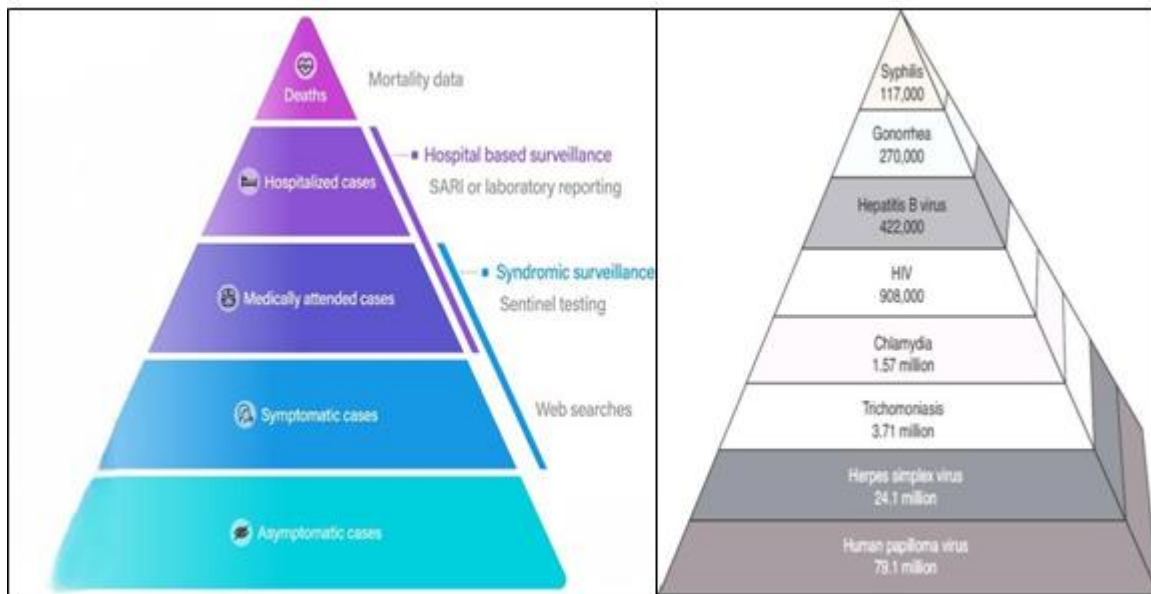 Deaths
Mortality data
Hospital based surveillance
SARI or laboratory reporting
Hospitalized cases
Syndromic surveillance
Sentinel testing
Medically attended cases
Web searches
Symptomatic cases
Asymptomatic cases
Syphilis
117,000
Gonorrhea
270,000
Hepatitis B virus
422,000
HIV
908,000
Chlamydia
1.57 million
Trichomoniasis
3.71 million
Herpes simplex virus
24.1 million
Human papilloma virus
79.1 million